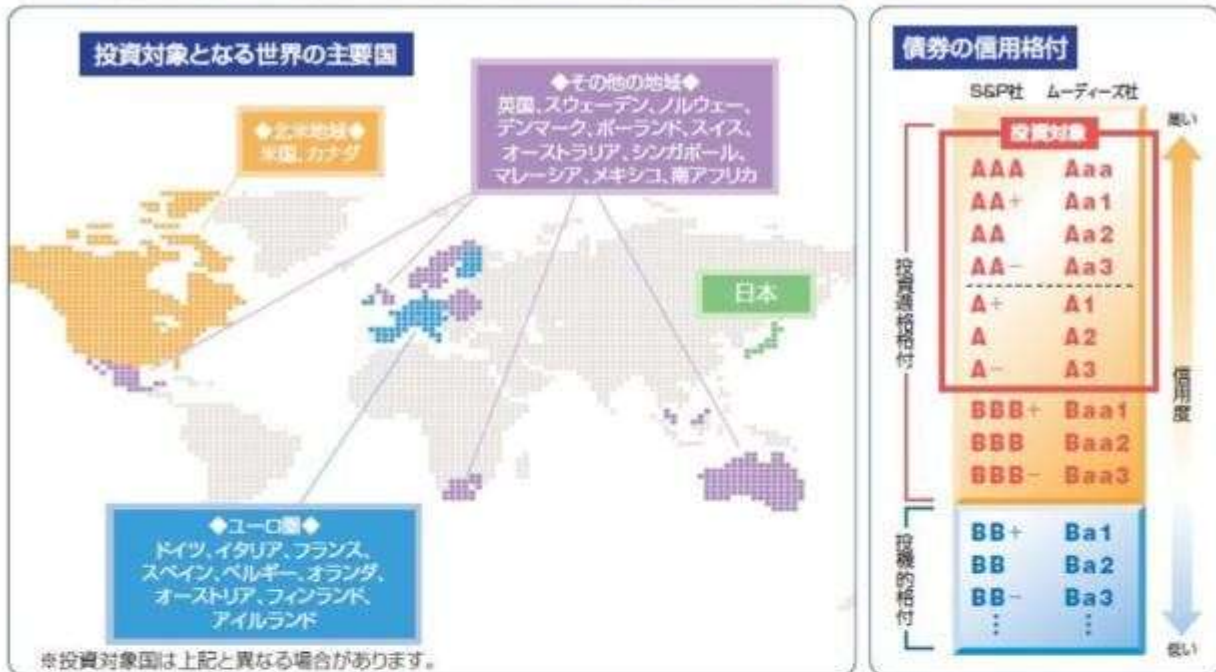 投資対象となる世界の主要国
◆北米地域◆
米国、カナダ
◆その他の地域◆
英国、スウェーデン、ノルウェー、
デンマーク、ポーランド、スイス、
オーストラリア、シンガポール、
マレーシア、メキシコ、南アフリカ
日本
◆ユーロ圏◆
ドイツ、イタリア、フランス、
スペイン、ベルギー、オランダ、
オーストリア、フィンランド、
アイルランド
※投資対象国は上記と異なる場合があります。
債券の信用格付
S&P社 ムーディーズ社
高い
投資対象
AAA Aaa
AA+ Aa1
AA Aa2
AA- Aa3
A+ A1
A A2
A- A3
BBB+ Baa1
BBB Baa2
BBB- Baa3
投資適格格付
信用度
BB+ Ba1
BB Ba2
BB- Ba3
⋮ ⋮
投機的格付
低い